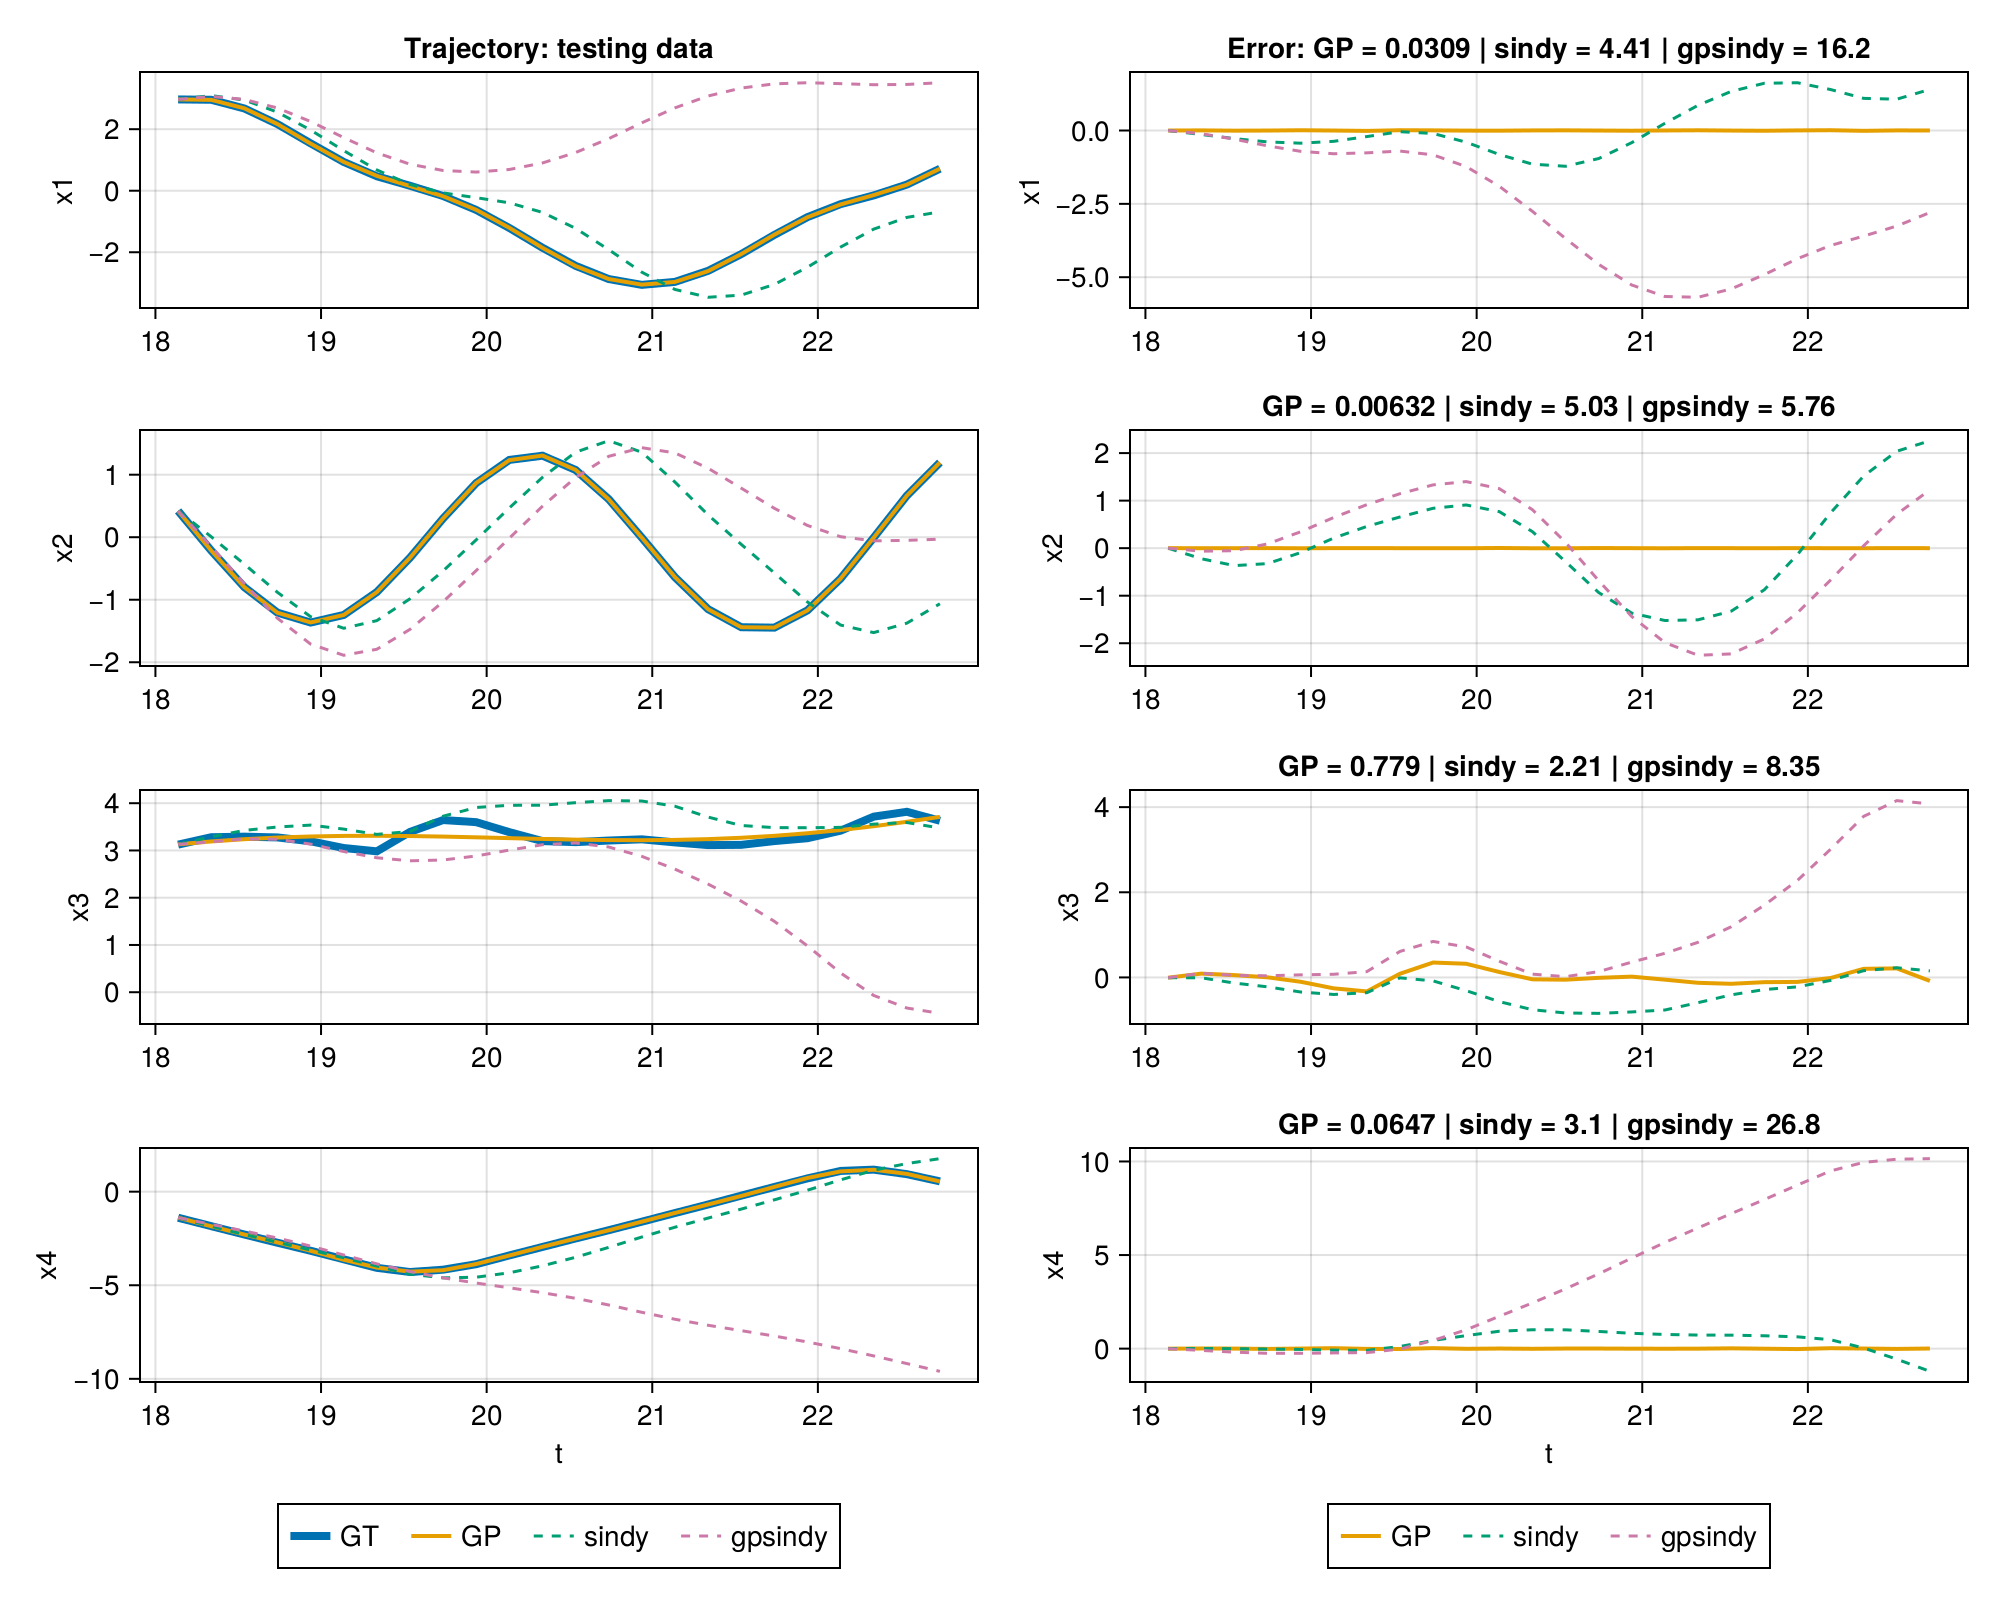 Trajectory: testing data
x1
2
0
−2
18 19 20 21 22
Error: GP = 0.0309 | sindy = 4.41 | gpsindy = 16.2
x1
0.0
−2.5
−5.0
18 19 20 21 22
x2
1
0
−1
−2
18 19 20 21 22
GP = 0.00632 | sindy = 5.03 | gpsindy = 5.76
x2
2
1
0
−1
−2
18 19 20 21 22
x3
4
3
2
1
0
18 19 20 21 22
GP = 0.779 | sindy = 2.21 | gpsindy = 8.35
x3
4
2
0
18 19 20 21 22
x4
0
−5
−10
18 19 20 21 22
t
GP = 0.0647 | sindy = 3.1 | gpsindy = 26.8
x4
10
5
0
18 19 20 21 22
t
GT GP sindy gpsindy
GP sindy gpsindy